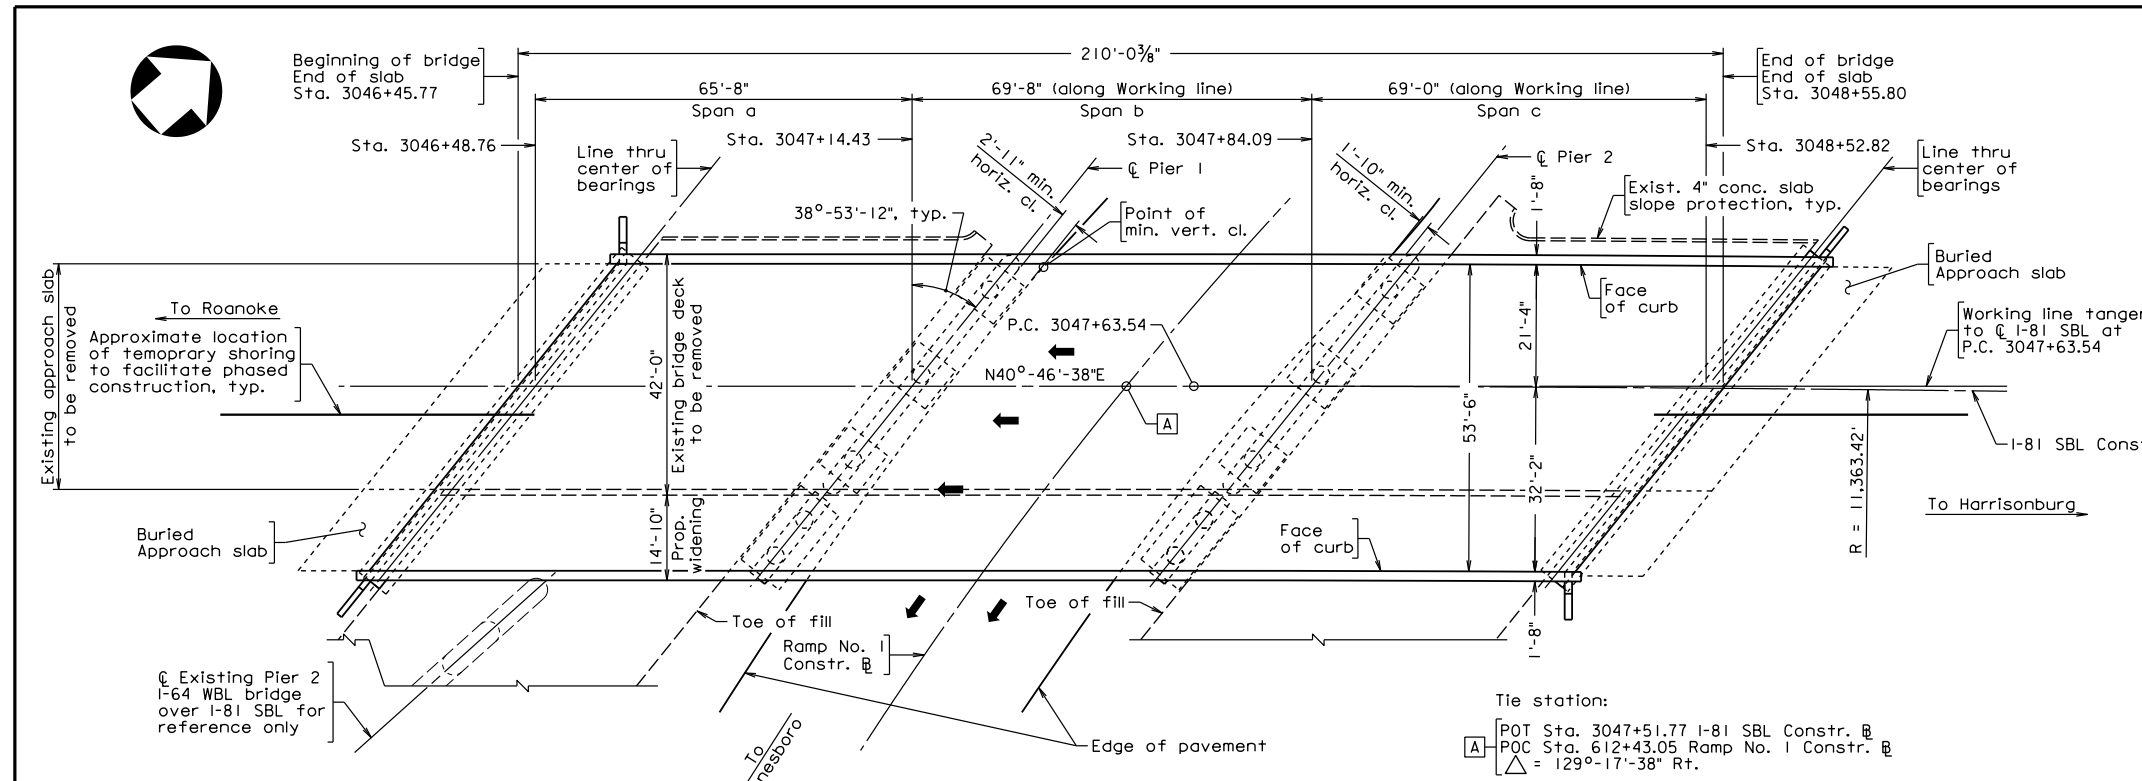 210'-0⅜"
Beginning of bridge
End of slab
Sta. 3046+45.77
End of bridge
End of slab
Sta. 3048+55.80
65'-8"
Span a
69'-8" (along Working line)
Span b
69'-0" (along Working line)
Span c
Sta. 3046+48.76
Sta. 3047+14.43
Sta. 3047+84.09
Sta. 3048+52.82
Line thru
center of
bearings
2'-11" min.
horiz. cl.
℄ Pier 1
1'-10" min.
horiz. cl.
℄ Pier 2
1'-8"
Line thru
center of
bearings
Exist. 4" conc. slab
slope protection, typ.
38°-53'-12", typ.
Point of
min. vert. cl.
Existing approach slab
to be removed
To Roanoke
Approximate location
of temoprary shoring
to facilitate phased
construction, typ.
42'-0"
Existing bridge deck
to be removed
P.C. 3047+63.54
N40°-46'-38"E
A
Face
of curb
21'-4"
53'-6"
32'-2"
Buried
Approach slab
Working line tanger
to ℄ I-81 SBL at
P.C. 3047+63.54
I-81 SBL Const
R = 11,363.42'
To Harrisonburg
Buried
Approach slab
14'-10"
Prop.
widening
Face
of curb
Toe of fill
Toe of fill
Ramp No. 1
Constr. B
1'-8"
℄ Existing Pier 2
I-64 WBL bridge
over I-81 SBL for
reference only
To
nesboro
Edge of pavement
Tie station:
A
POT Sta. 3047+51.77 I-81 SBL Constr. B
POC Sta. 612+43.05 Ramp No. 1 Constr. B
△ = 129°-17'-38" Rt.